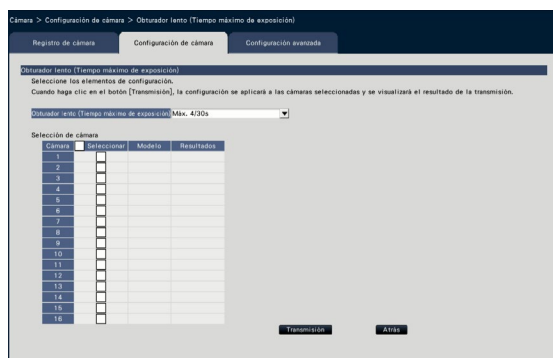 Cámara > Configuración de cámara > Obturador lento (Tiempo máximo de exposición)
Registro de cámara Configuración de cámara Configuración avanzada
Obturador lento (Tiempo máximo de exposición)
Seleccione los elementos de configuración.
Cuando haga clic en el botón [Transmisión], la configuración se aplicará a las cámaras seleccionadas y se visualizará el resultado de la transmisión.
Obturador lento (Tiempo máximo de exposición) Máx. 4/30s
Selección de cámara
Cámara Seleccionar Modelo Resultados
1
2
3
4
5
6
7
8
9
10
11
12
13
14
15
16
Transmisión Atrás